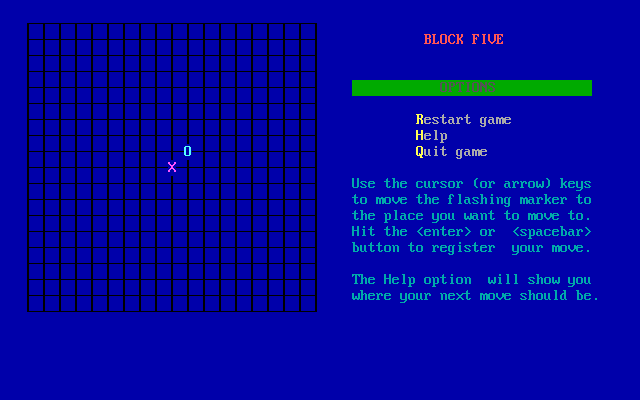 BLOCK FIVE
OPTIONS
Restart game
Help
Quit game
O
X
Use the cursor (or arrow) keys
to move the flashing marker to
the place you want to move to.
Hit the <enter> or  <spacebar>
button to register  your move.
The Help option  will show you
where your next move should be.